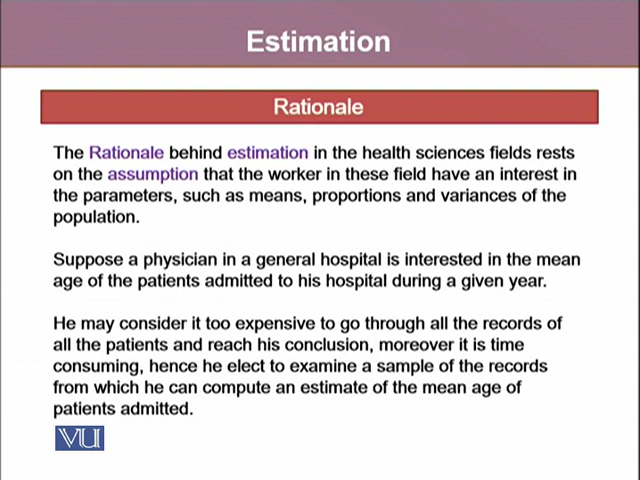 Estimation
Rationale
The Rationale behind estimation in the health sciences fields rests
on the assumption that the worker in these field have an interest in
the parameters, such as means, proportions and variances of the
population.
Suppose a physician in a general hospital is interested in the mean
age of the patients admitted to his hospital during a given year.
He may consider it too expensive to go through all the records of
all the patients and reach his conclusion, moreover it is time
consuming, hence he elect to examine a sample of the records
from which he can compute an estimate of the mean age of
patients admitted.
VU